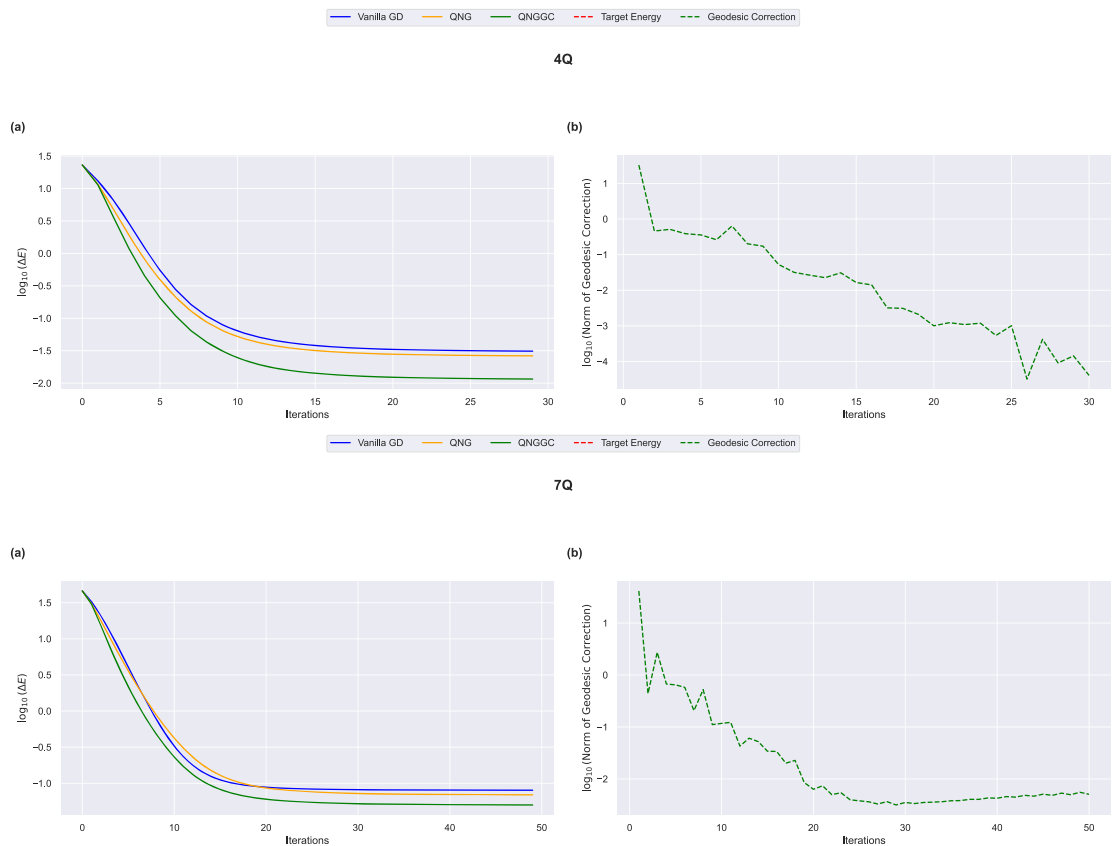 Vanilla GD QNG QNGGC Target Energy Geodesic Correction
4Q
(a)
(b)
log₁₀(ΔE)
1.5
1.0
0.5
0.0
−0.5
−1.0
−1.5
−2.0
0 5 10 15 20 25 30
Iterations
log₁₀(Norm of Geodesic Correction)
1
0
−1
−2
−3
−4
0 5 10 15 20 25 30
Iterations
Vanilla GD QNG QNGGC Target Energy Geodesic Correction
7Q
(a)
(b)
log₁₀(ΔE)
1.5
1.0
0.5
0.0
−0.5
−1.0
0 10 20 30 40 50
Iterations
log₁₀(Norm of Geodesic Correction)
1
0
−1
−2
0 10 20 30 40 50
Iterations